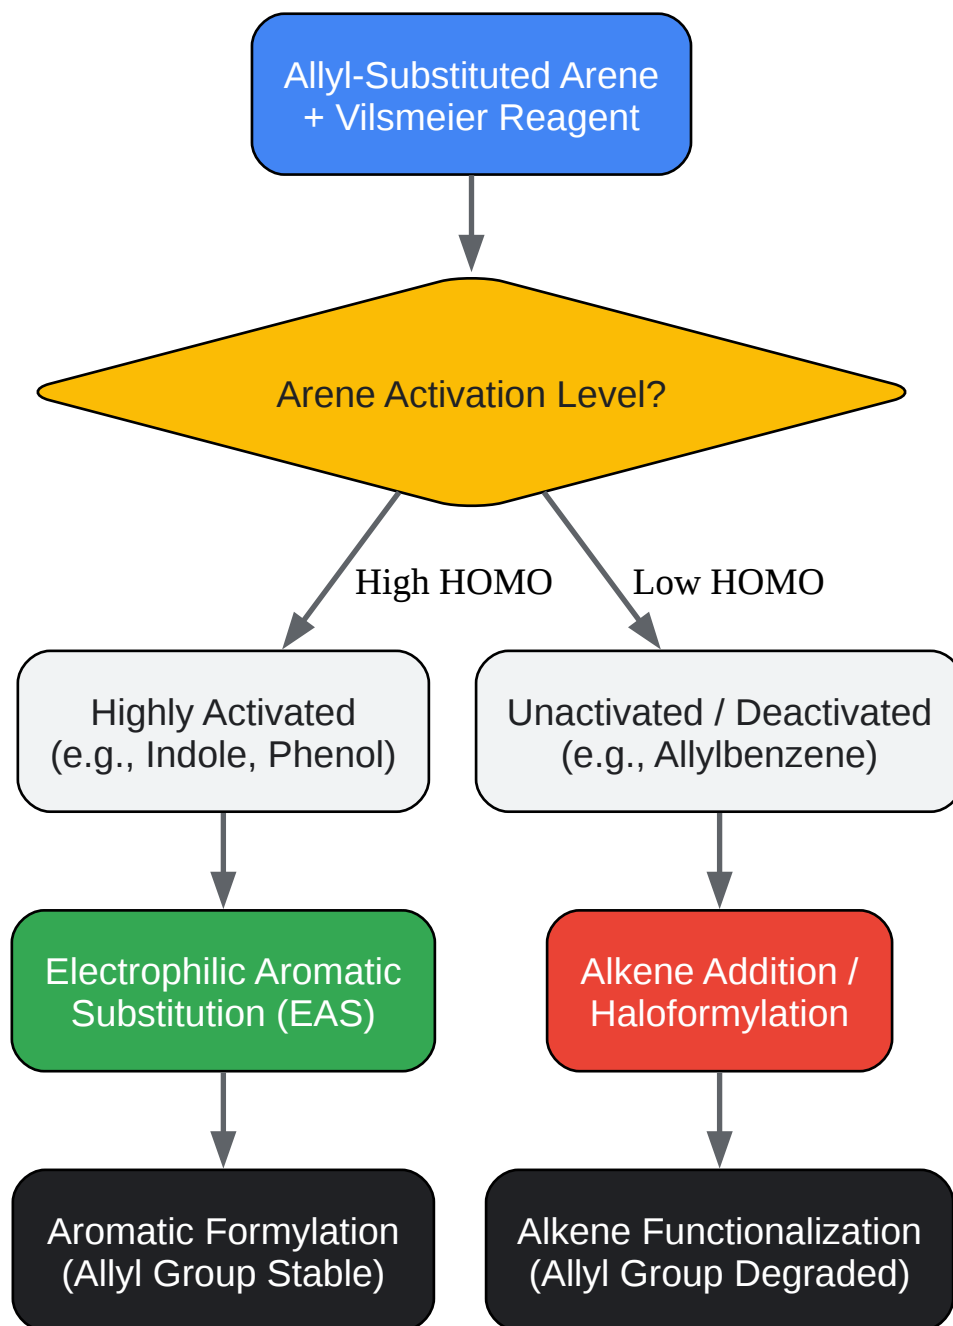 Allyl-Substituted Arene
+ Vilsmeier Reagent
Arene Activation Level?
High HOMO
Low HOMO
Highly Activated
(e.g., Indole, Phenol)
Unactivated / Deactivated
(e.g., Allylbenzene)
Electrophilic Aromatic
Substitution (EAS)
Alkene Addition /
Haloformylation
Aromatic Formylation
(Allyl Group Stable)
Alkene Functionalization
(Allyl Group Degraded)